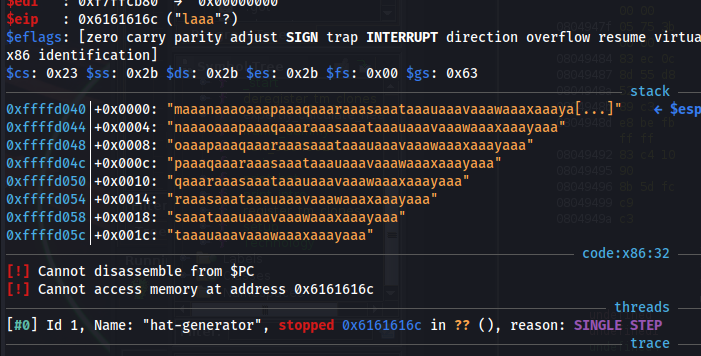 $edi : 0xf7ffcb80 → 0x00000000
$eip : 0x6161616c ("laaa"?)
$eflags: [zero carry parity adjust SIGN trap INTERRUPT direction overflow resume virtua
x86 identification]
$cs: 0x23 $ss: 0x2b $ds: 0x2b $es: 0x2b $fs: 0x00 $gs: 0x63
stack
0xffffd040│+0x0000: "maaanaaaoaaapaaaqaaaraaasaaataaauaaavaaawaaaxaaaya[...]" ← $esp
0xffffd044│+0x0004: "naaaoaaapaaaqaaaraaasaaataaauaaavaaawaaaxaaayaaa"
0xffffd048│+0x0008: "oaaapaaaqaaaraaasaaataaauaaavaaawaaaxaaayaaa"
0xffffd04c│+0x000c: "paaaqaaaraaasaaataaauaaavaaawaaaxaaayaaa"
0xffffd050│+0x0010: "qaaaraaasaaataaauaaavaaawaaaxaaayaaa"
0xffffd054│+0x0014: "raaasaaataaauaaavaaawaaaxaaayaaa"
0xffffd058│+0x0018: "saaataaauaaavaaawaaaxaaayaaa"
0xffffd05c│+0x001c: "taaauaaavaaawaaaxaaayaaa"
code:x86:32
[!] Cannot disassemble from $PC
[!] Cannot access memory at address 0x6161616c
threads
[#0] Id 1, Name: "hat-generator", stopped 0x6161616c in ?? (), reason: SINGLE STEP
trace